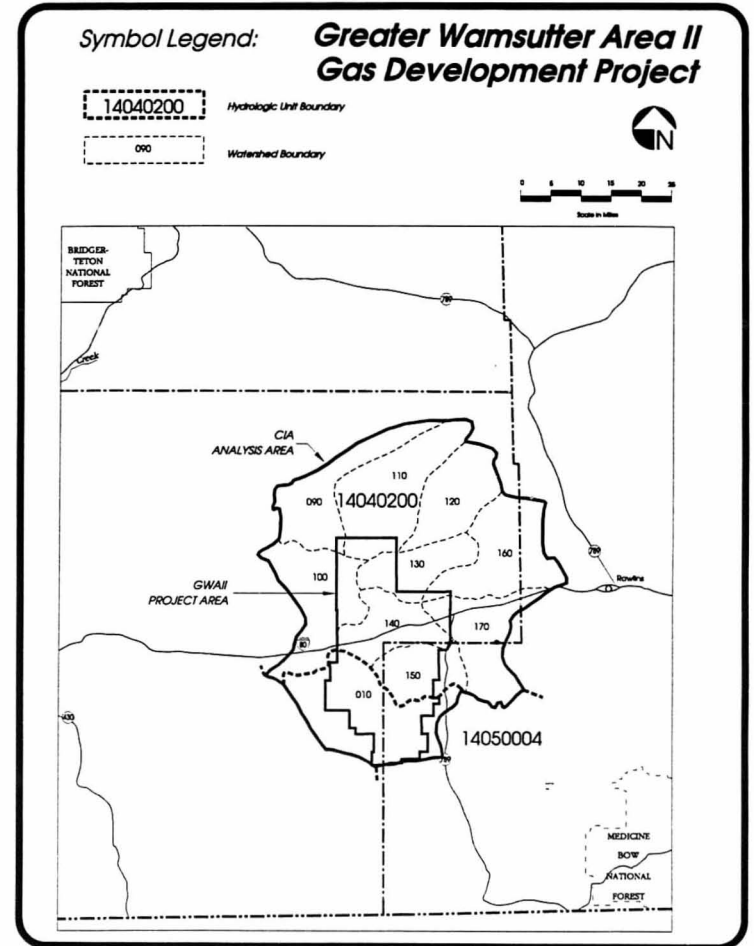 Symbol Legend:
Greater Wamsutter Area II
Gas Development Project
14040200
Hydrologic Unit Boundary
090
Watershed Boundary
N
0 5 10 15 20 25
Scale in Miles
BRIDGER-
TETON
NATIONAL
FOREST
789
Creek
CIA
ANALYSIS AREA
110
090
14040200
120
130
160
789
100
Rawlins
GWAII
PROJECT AREA
140
170
80
150
010
430
14050004
789
MEDICINE
BOW
NATIONAL
FOREST